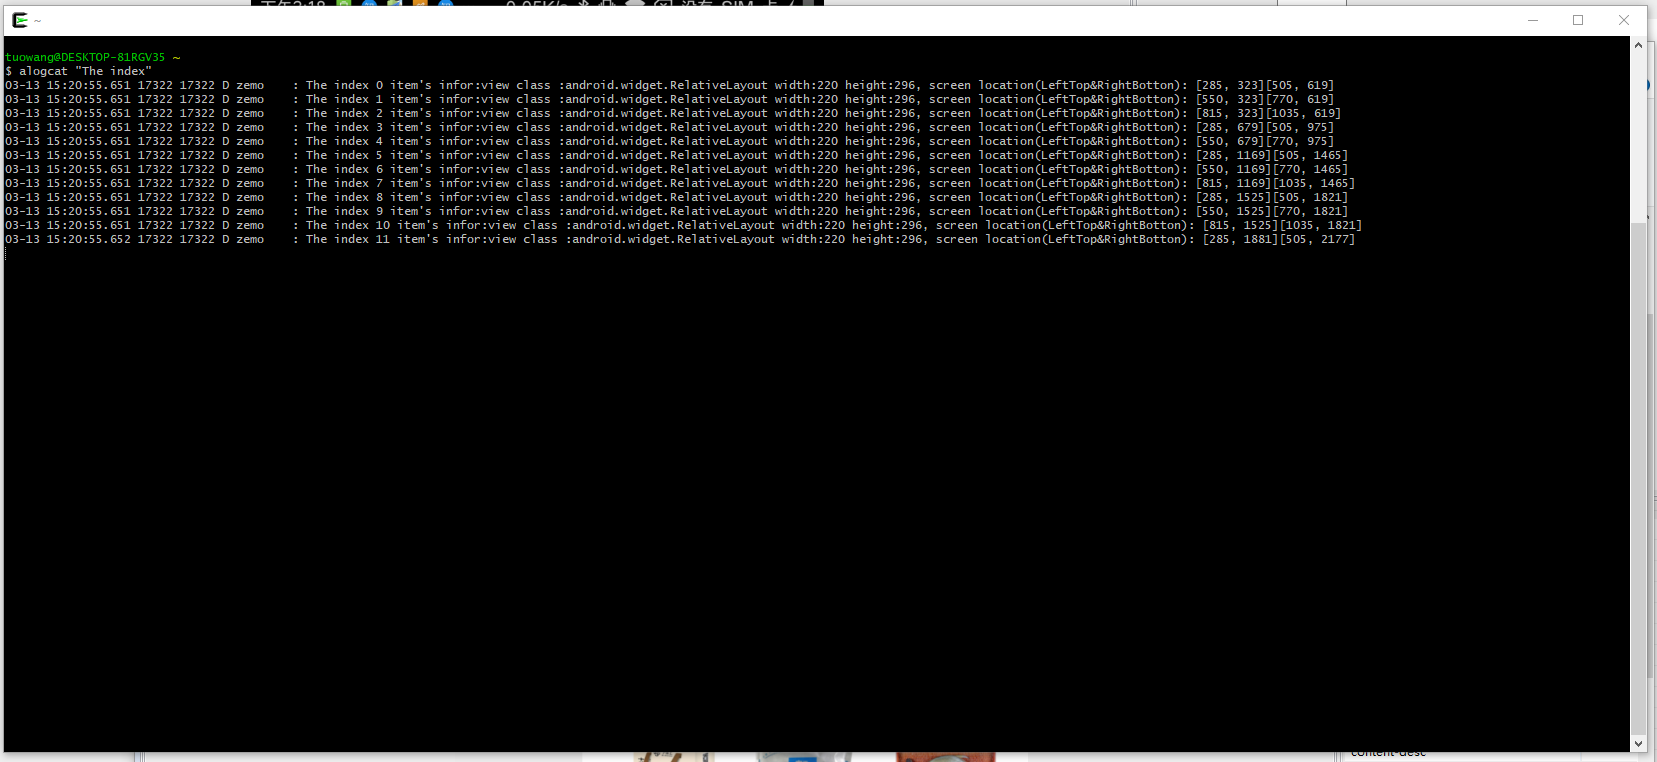 下午3:18 0.05K/s 没有 SIM 卡
~
tuowang@DESKTOP-81RGV35 ~
$ alogcat "The index"
03-13 15:20:55.651 17322 17322 D zemo    : The index 0 item's infor:view class :android.widget.RelativeLayout width:220 height:296, screen location(LeftTop&RightBotton): [285, 323][505, 619]
03-13 15:20:55.651 17322 17322 D zemo    : The index 1 item's infor:view class :android.widget.RelativeLayout width:220 height:296, screen location(LeftTop&RightBotton): [550, 323][770, 619]
03-13 15:20:55.651 17322 17322 D zemo    : The index 2 item's infor:view class :android.widget.RelativeLayout width:220 height:296, screen location(LeftTop&RightBotton): [815, 323][1035, 619]
03-13 15:20:55.651 17322 17322 D zemo    : The index 3 item's infor:view class :android.widget.RelativeLayout width:220 height:296, screen location(LeftTop&RightBotton): [285, 679][505, 975]
03-13 15:20:55.651 17322 17322 D zemo    : The index 4 item's infor:view class :android.widget.RelativeLayout width:220 height:296, screen location(LeftTop&RightBotton): [550, 679][770, 975]
03-13 15:20:55.651 17322 17322 D zemo    : The index 5 item's infor:view class :android.widget.RelativeLayout width:220 height:296, screen location(LeftTop&RightBotton): [285, 1169][505, 1465]
03-13 15:20:55.651 17322 17322 D zemo    : The index 6 item's infor:view class :android.widget.RelativeLayout width:220 height:296, screen location(LeftTop&RightBotton): [550, 1169][770, 1465]
03-13 15:20:55.651 17322 17322 D zemo    : The index 7 item's infor:view class :android.widget.RelativeLayout width:220 height:296, screen location(LeftTop&RightBotton): [815, 1169][1035, 1465]
03-13 15:20:55.651 17322 17322 D zemo    : The index 8 item's infor:view class :android.widget.RelativeLayout width:220 height:296, screen location(LeftTop&RightBotton): [285, 1525][505, 1821]
03-13 15:20:55.651 17322 17322 D zemo    : The index 9 item's infor:view class :android.widget.RelativeLayout width:220 height:296, screen location(LeftTop&RightBotton): [550, 1525][770, 1821]
03-13 15:20:55.651 17322 17322 D zemo    : The index 10 item's infor:view class :android.widget.RelativeLayout width:220 height:296, screen location(LeftTop&RightBotton): [815, 1525][1035, 1821]
03-13 15:20:55.652 17322 17322 D zemo    : The index 11 item's infor:view class :android.widget.RelativeLayout width:220 height:296, screen location(LeftTop&RightBotton): [285, 1881][505, 2177]
content-desc